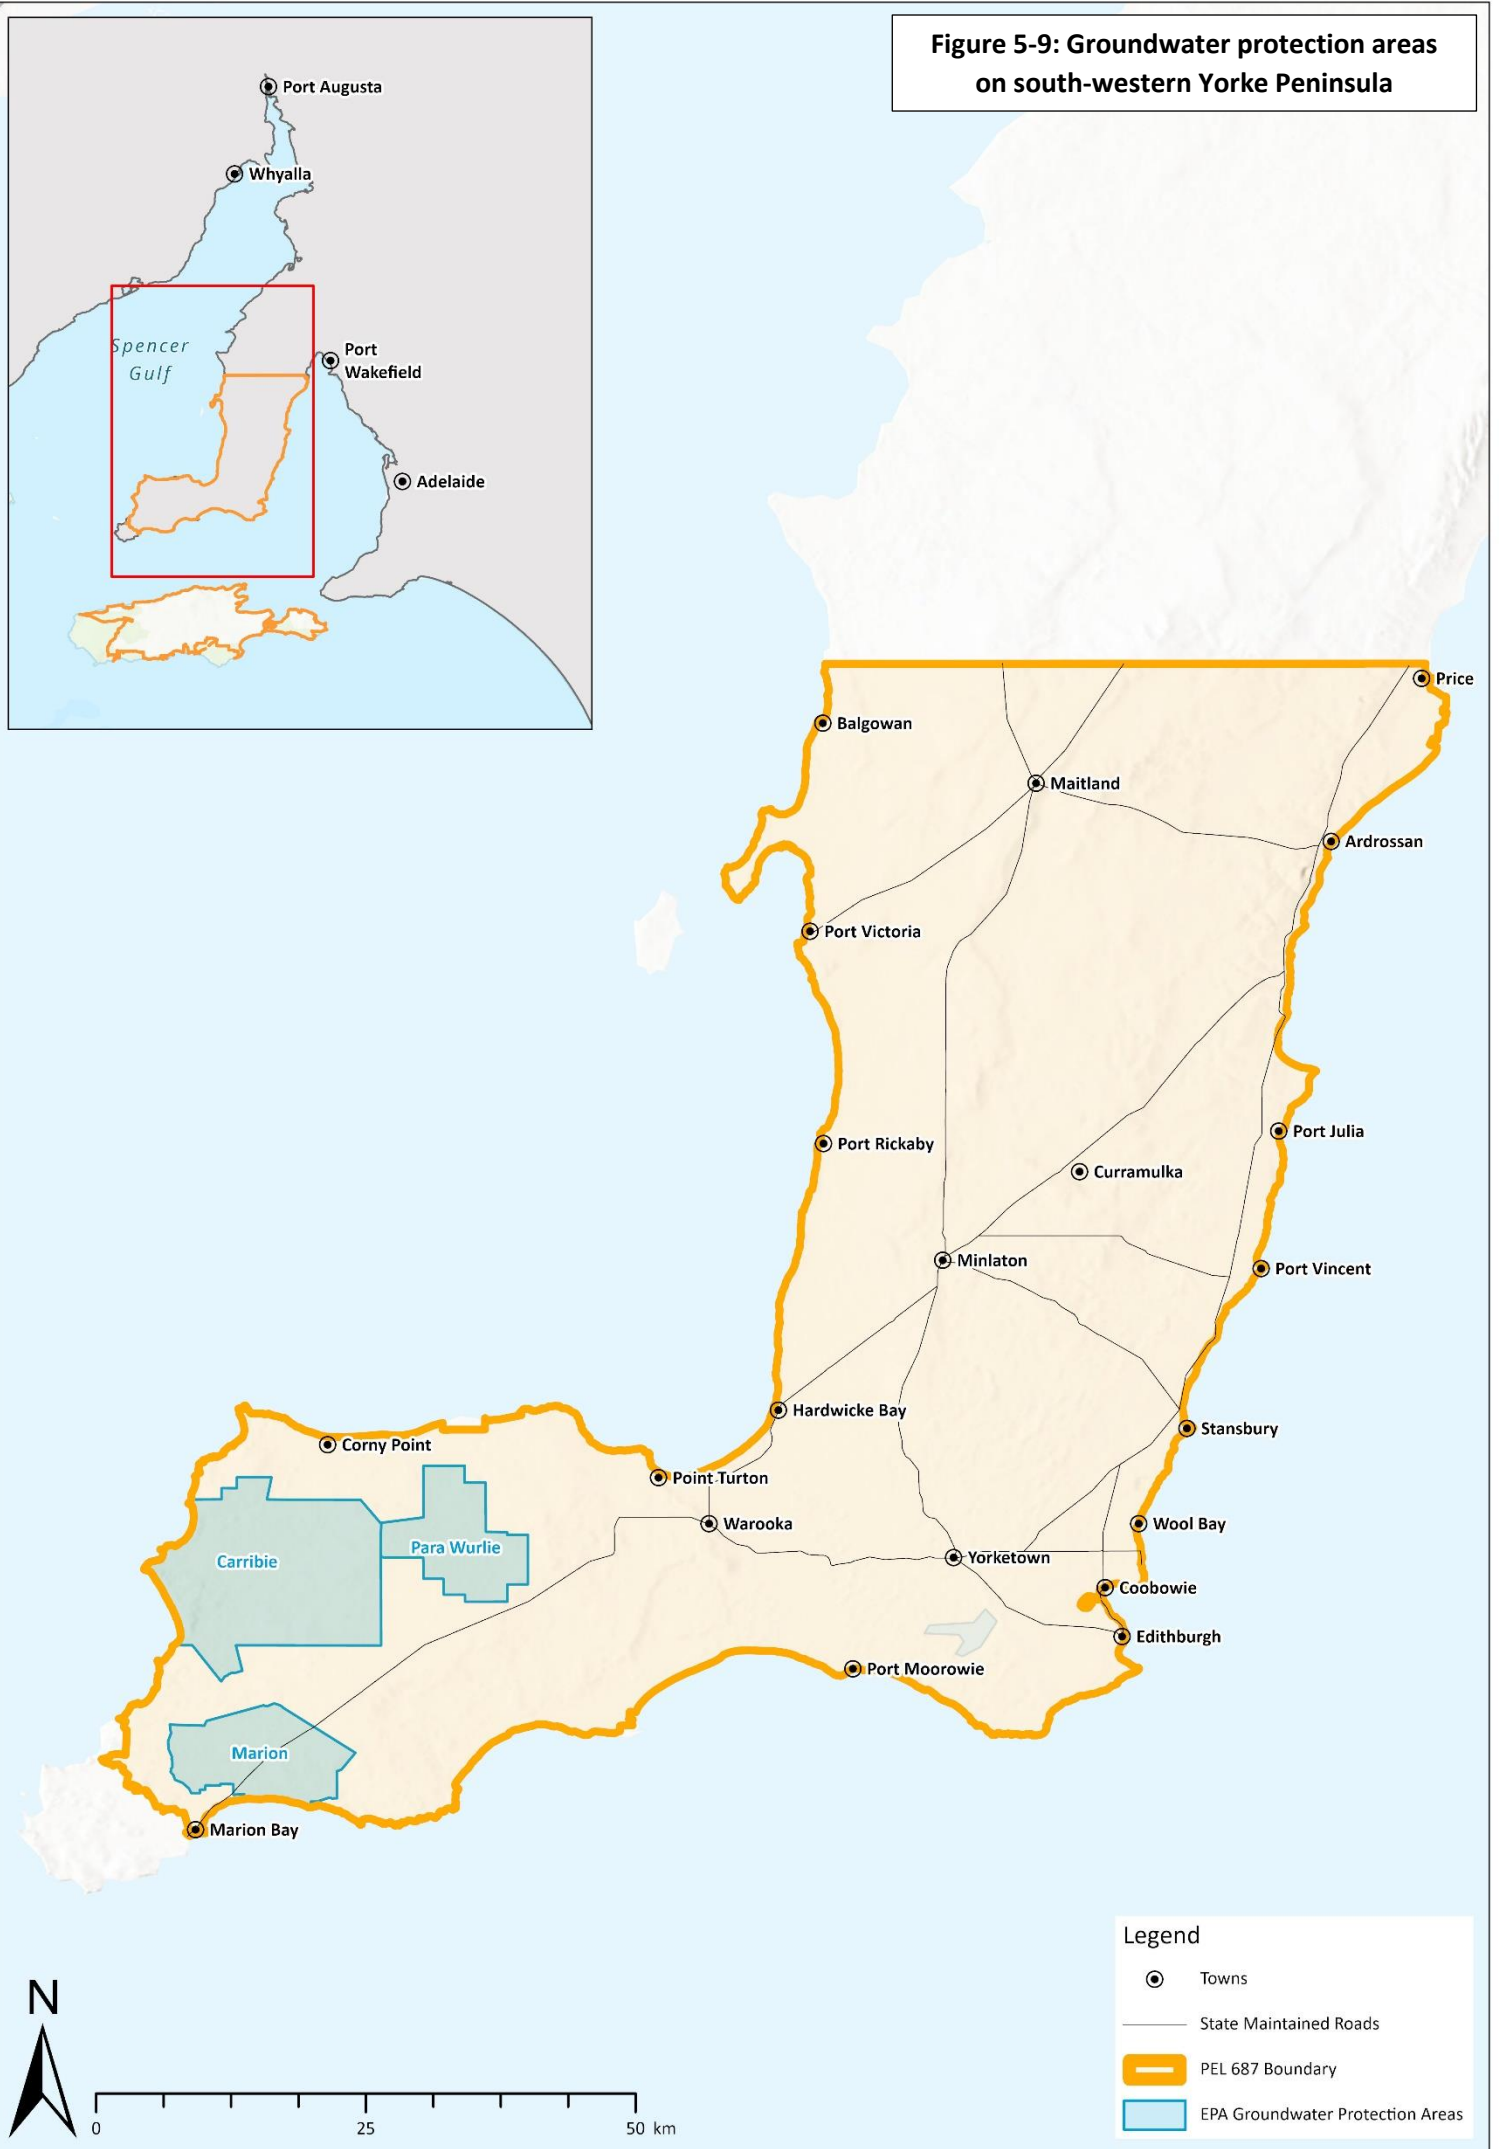 Figure 5-9: Groundwater protection areas
on south-western Yorke Peninsula
Port Augusta
Whyalla
Spencer
Gulf
Port
Wakefield
Adelaide
Price
Balgowan
Maitland
Ardrossan
Port Victoria
Port Julia
Port Rickaby
Curramulka
Minlaton
Port Vincent
Hardwicke Bay
Stansbury
Corny Point
Point Turton
Warooka
Wool Bay
Para Wurlie
Carribie
Yorketown
Coobowie
Edithburgh
Port Moorowie
Marion
Marion Bay
Legend
Towns
State Maintained Roads
PEL 687 Boundary
EPA Groundwater Protection Areas
N
0 25 50 km